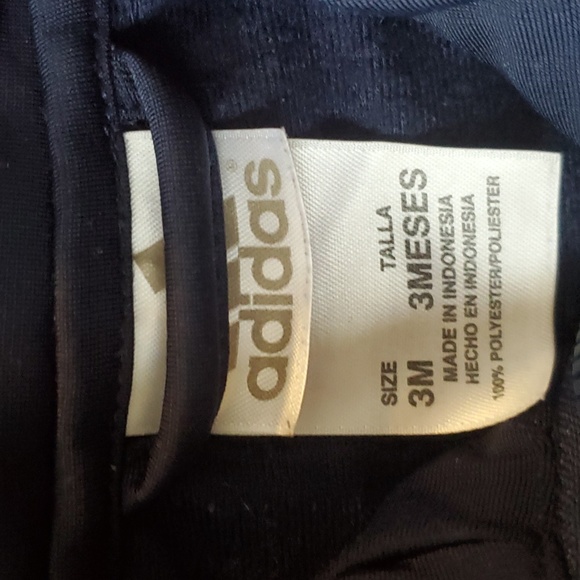 adidas®
SIZE TALLA
3M 3MESES
MADE IN INDONESIA
HECHO EN INDONESIA
100% POLYESTER/POLIESTER